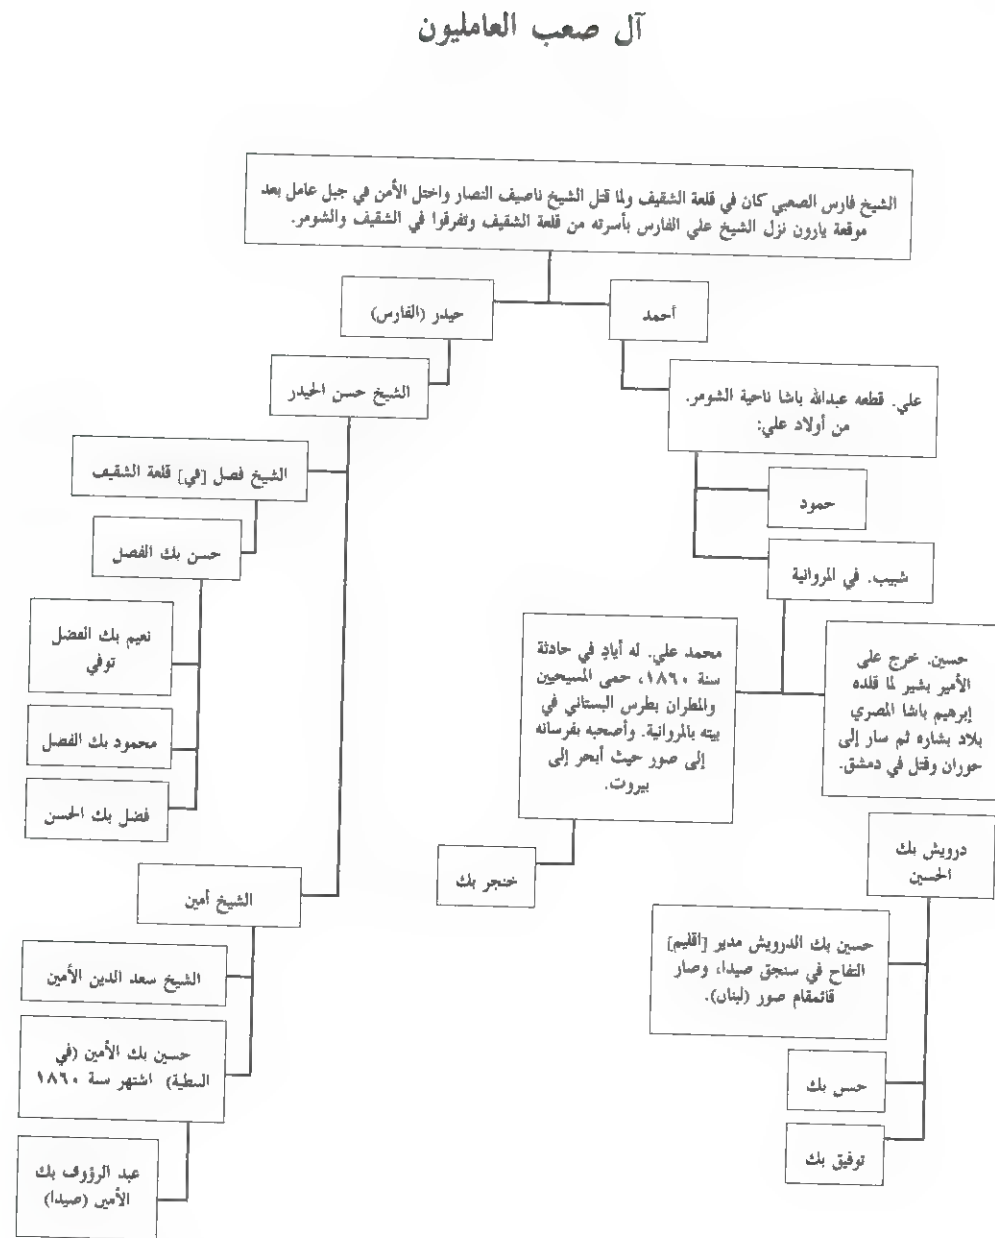 آل صعب العامليون
الشيخ فارس الصعبي كان في قلعة الشقيف ولما قتل الشيخ ناصيف النصار واختل الأمن في جبل عامل بعد
موقعة يارون نزل الشيخ علي الفارس بأسرته من قلعة الشقيف وتفرقوا في الشقيف والشومر.
أحمد
علي. قطعه عبدالله باشا ناحية الشومر.
من أولاد علي:
حمود
شبيب. في المروانية
حسين. خرج على
الأمير بشير لما قلده
إبرهيم باشا المصري
بلاد بشاره ثم سار إلى
حوران وقتل في دمشق.
درويش بك
الحسين
حسين بك الدرويش مدير [اقليم]
التفاح في سنجق صيدا، وصار
قائمقام صور (لبنان).
حسن بك
توفيق بك
محمد علي. له أيادٍ في حادثة
سنة ١٨٦٠، حمى المسيحيين
والمطران بطرس البستاني في
بيته بالمروانية. وأصحبه بفرسانه
إلى صور حيث أبحر إلى
بيروت.
خنجر بك
حيدر (الفارس)
الشيخ حسن الحيدر
الشيخ فصل [في] قلعة الشقيف
حسن بك الفصل
نعيم بك الفضل
توفي
محمود بك الفصل
فضل بك الحسن
الشيخ أمين
الشيخ سعد الدين الأمين
حسين بك الأمين (في
السطية) اشتهر سنة ١٨٦٠
عبد الرؤوف بك
الأمين (صيدا)